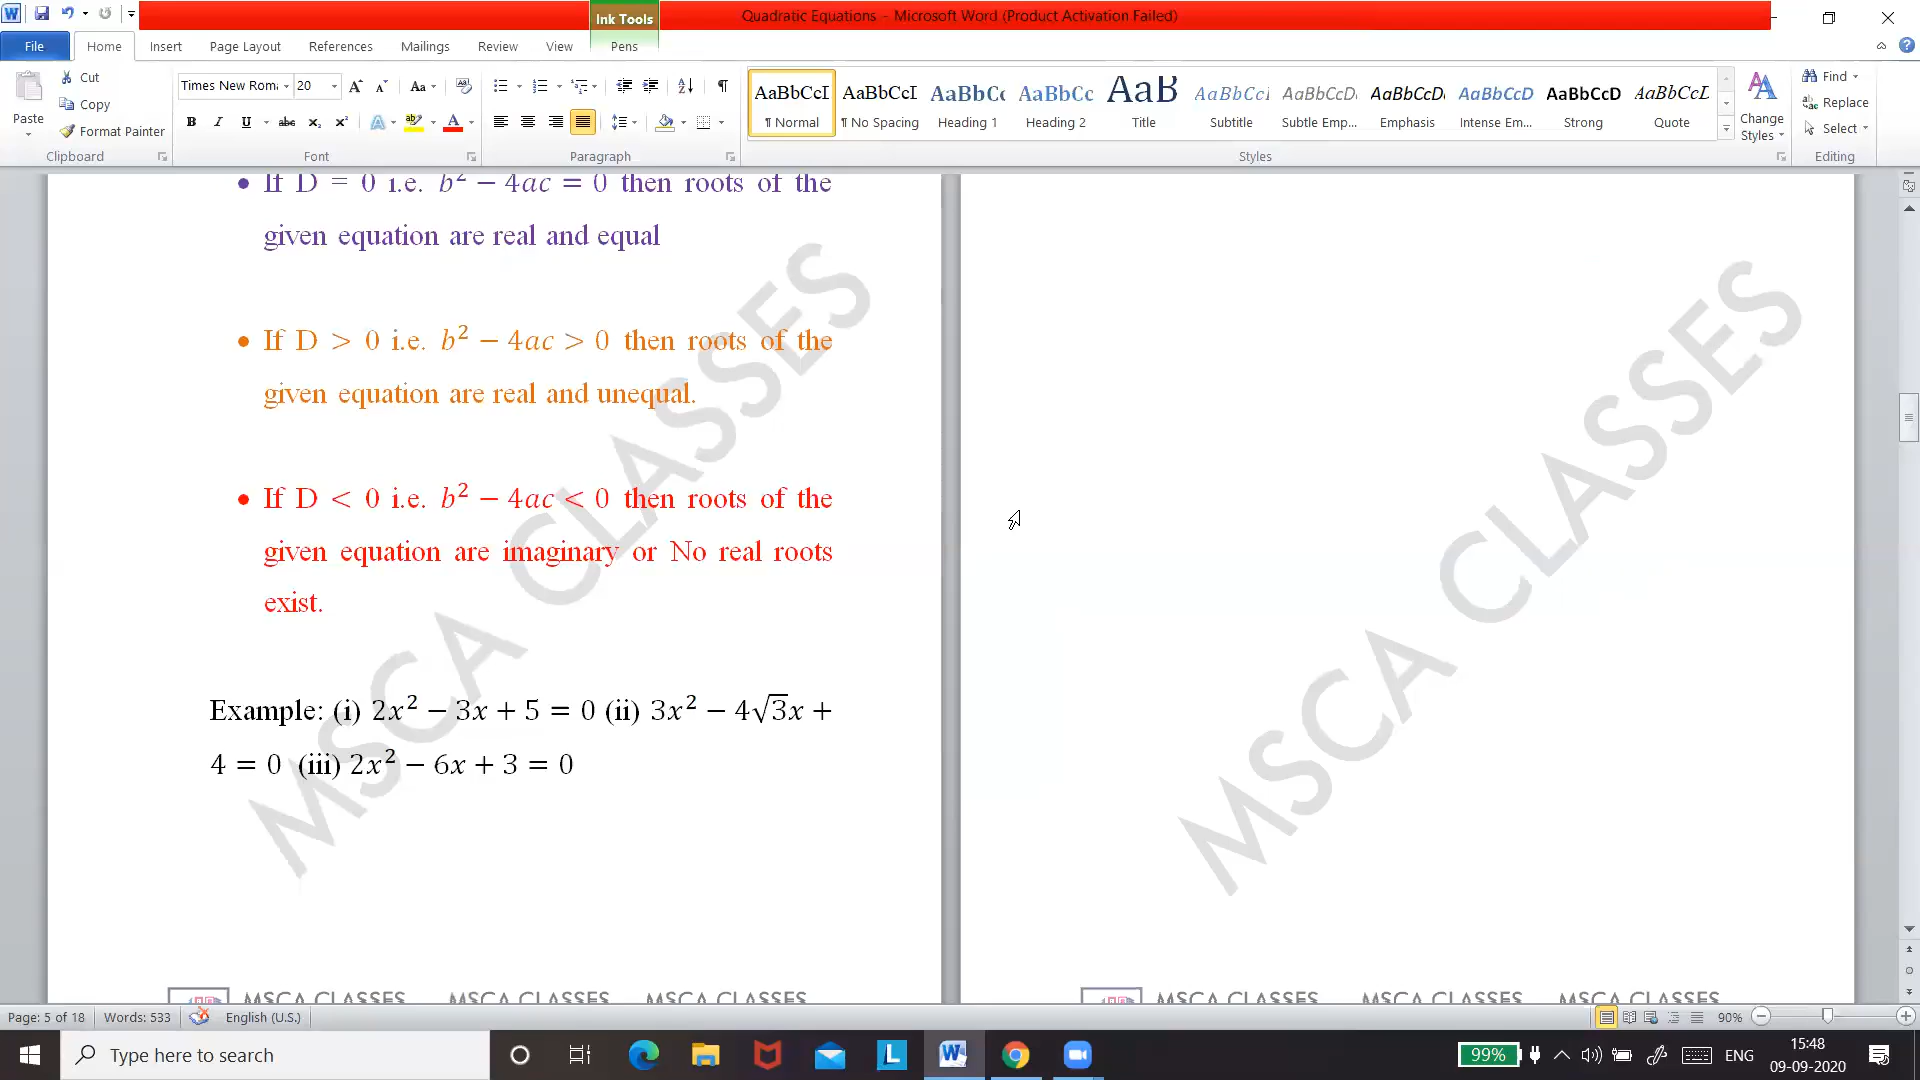 Ink Tools
Quadratic Equations - Microsoft Word (Product Activation Failed)
File Home Insert Page Layout References Mailings Review View Pens
Paste
Cut
Copy
Format Painter
Clipboard
Times New Rom 20
Font
Paragraph
AaBbCcI AaBbCcI AaBbCc AaBbCc AaB AaBbCcI AaBbCcD AaBbCcD AaBbCcD AaBbCcD AaBbCcL
¶ Normal ¶ No Spacing Heading 1 Heading 2 Title Subtitle Subtle Emp... Emphasis Intense Em... Strong Quote
Styles
Change Styles
Find
Replace
Select
Editing
• If D = 0 i.e. b² − 4ac = 0 then roots of the
given equation are real and equal
• If D > 0 i.e. b² − 4ac > 0 then roots of the
given equation are real and unequal.
• If D < 0 i.e. b² − 4ac < 0 then roots of the
given equation are imaginary or No real roots
exist.
Example: (i) 2x² − 3x + 5 = 0 (ii) 3x² − 4√3x +
4 = 0 (iii) 2x² − 6x + 3 = 0
MSCA CLASSES
MSCA CLASSES
MSCA CLASSES MSCA CLASSES MSCA CLASSES
MSCA CLASSES MSCA CLASSES MSCA CLASSES
Page: 5 of 18 Words: 533 English (U.S.) 90%
Type here to search
99% ENG 15:48
09-09-2020